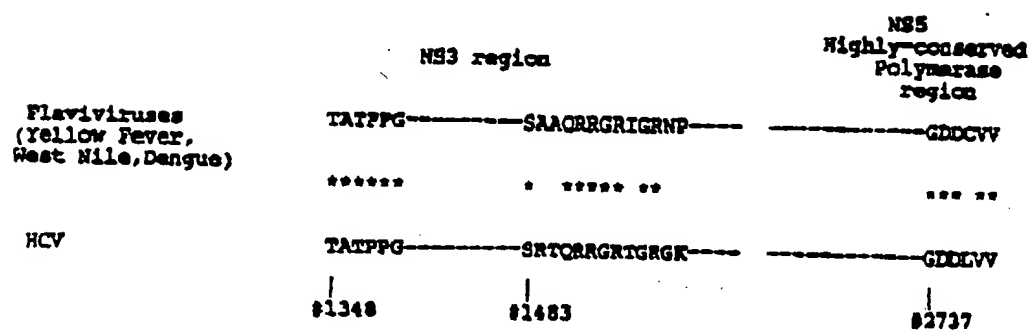 NS5
Highly-conserved
NS3 region
Polymarase
region
Flaviviruses
(Yellow Fever,
West Nile,Dengue)
TATPPG----------SAAQRRGRIGRNP----- ----------------GDDCVV
****** * ***** ** *** **
HCV
TATPPG----------SRTQRRGRTGRGK---- ----------------GDDLVV
#1348 #1483 #2737